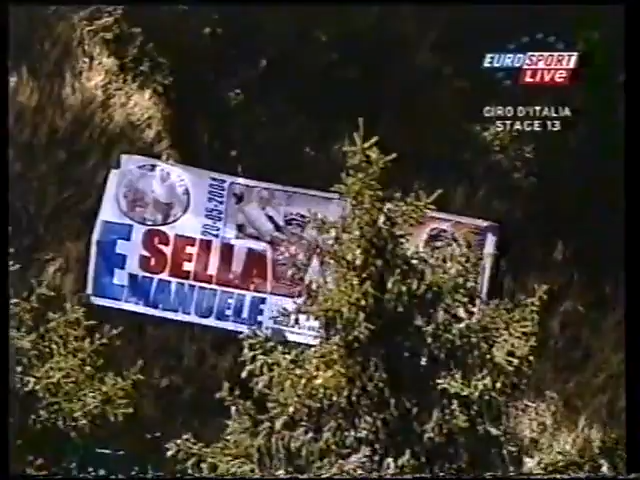 EUROSPORT
LIVE
GIRO D'ITALIA
STAGE 13
20-05-2004
SELLA
EMANUELE